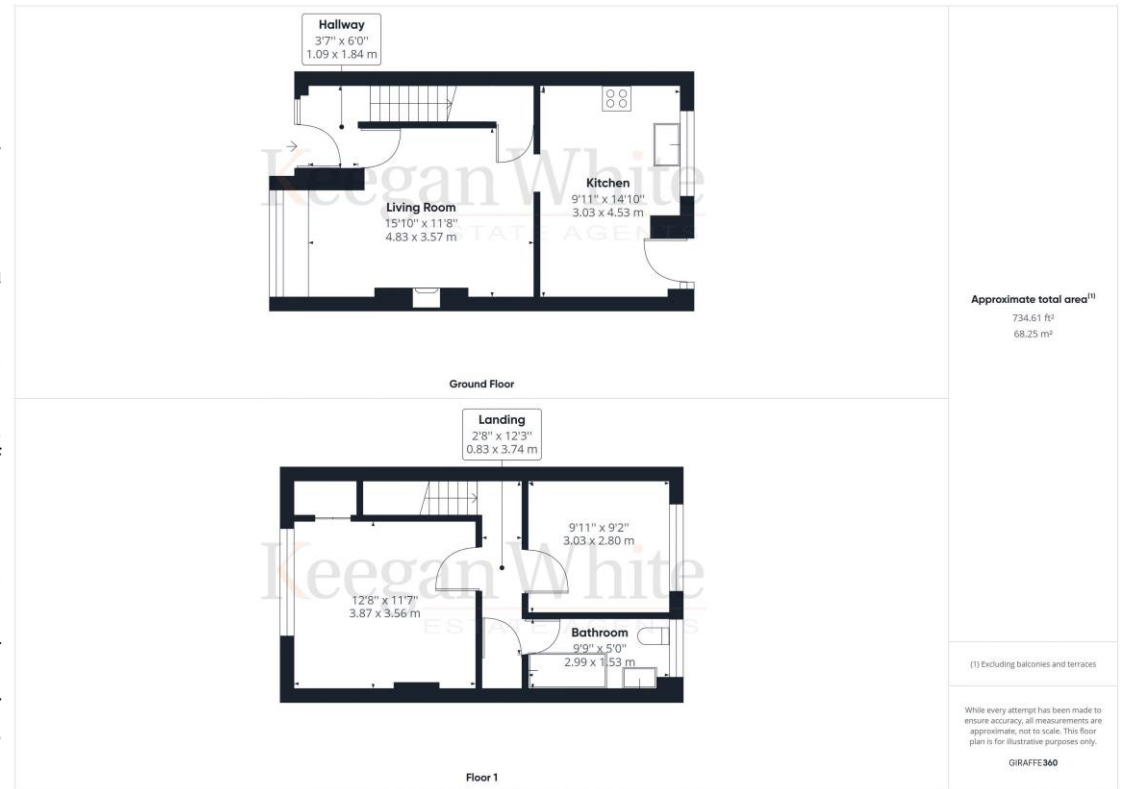 Hallway
3'7" x 6'0"
1.09 x 1.84 m
Keegan White
ESTATE AGENTS
Living Room
15'10" x 11'8"
4.83 x 3.57 m
Kitchen
9'11" x 14'10"
3.03 x 4.53 m
Ground Floor
Landing
2'8" x 12'3"
0.83 x 3.74 m
Keegan White
ESTATE AGENTS
9'11" x 9'2"
3.03 x 2.80 m
12'8" x 11'7"
3.87 x 3.56 m
Bathroom
9'9" x 5'0"
2.99 x 1.53 m
Floor 1
Approximate total area(1)
734.61 ft²
68.25 m²
(1) Excluding balconies and terraces
While every attempt has been made to
ensure accuracy, all measurements are
approximate, not to scale. This floor
plan is for illustrative purposes only.
GIRAFFE360